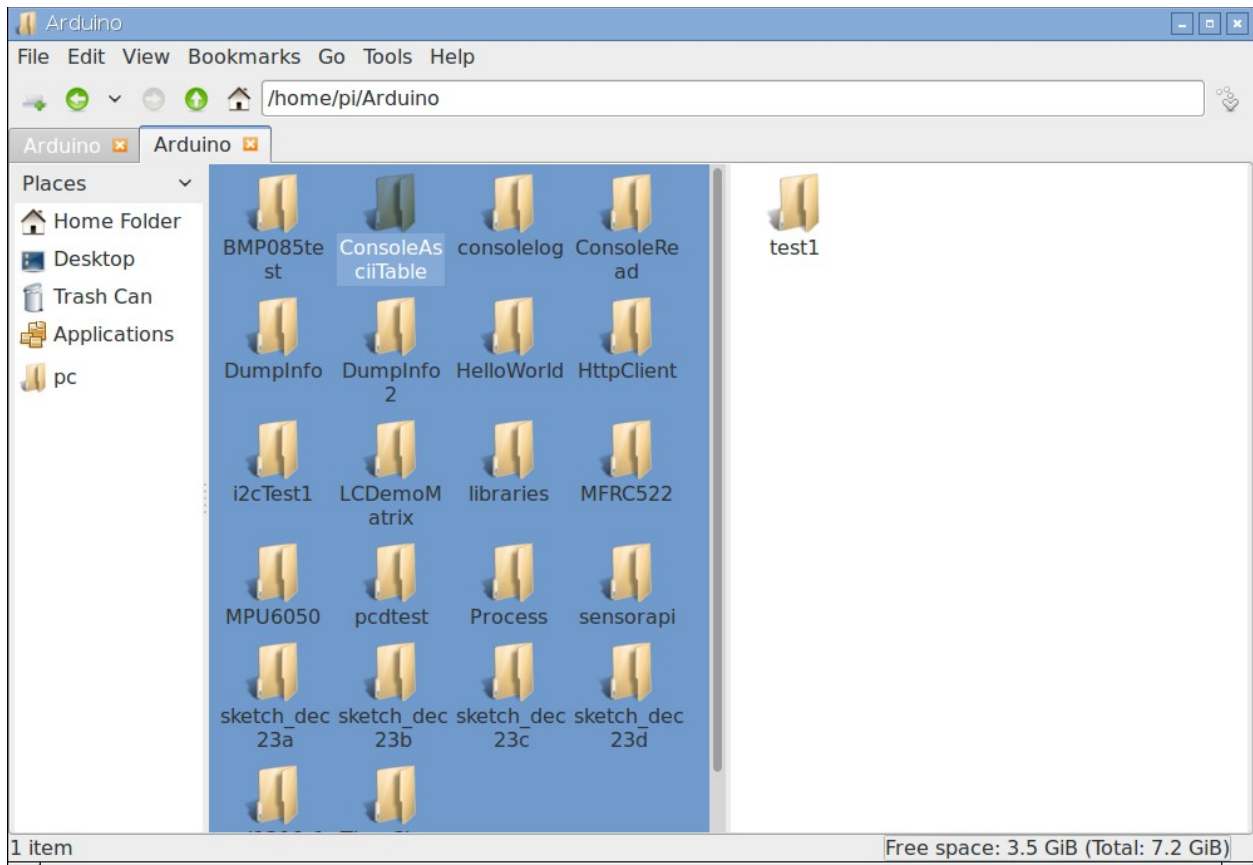 Arduino
File Edit View Bookmarks Go Tools Help
/home/pi/Arduino
Arduino Arduino
Places
Home Folder
Desktop
Trash Can
Applications
pc
BMP085te
st
ConsoleAs
ciiTable
consolelog
ConsoleRe
ad
DumpInfo
DumpInfo
2
HelloWorld
HttpClient
i2cTest1
LCDemoM
atrix
libraries
MFRC522
MPU6050
pcdtest
Process
sensorapi
sketch_dec
23a
sketch_dec
23b
sketch_dec
23c
sketch_dec
23d
test1
1 item
Free space: 3.5 GiB (Total: 7.2 GiB)